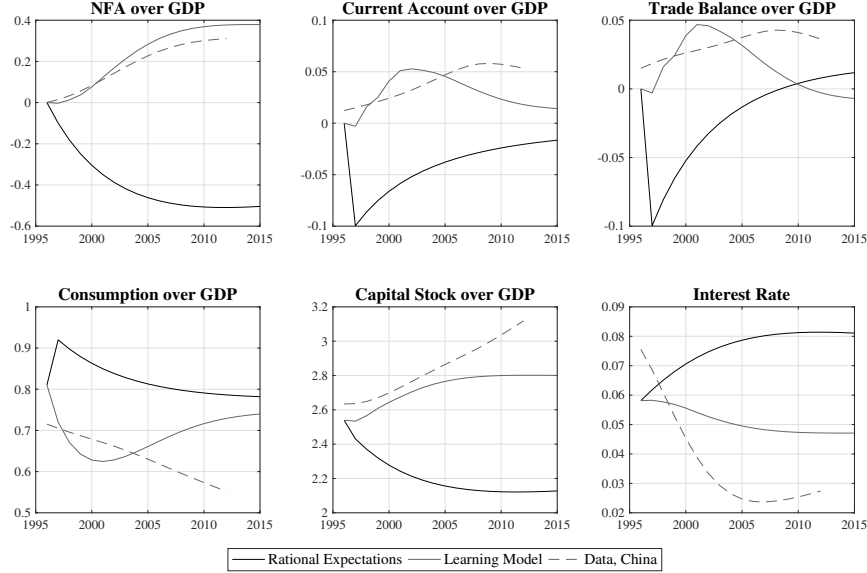 NFA over GDP
Current Account over GDP
Trade Balance over GDP
0.4
0.2
0
-0.2
-0.4
-0.6
1995 2000 2005 2010 2015
0.1
0.05
0
-0.05
-0.1
1995 2000 2005 2010 2015
0.05
0
-0.05
-0.1
1995 2000 2005 2010 2015
Consumption over GDP
Capital Stock over GDP
Interest Rate
1
0.9
0.8
0.7
0.6
0.5
1995 2000 2005 2010 2015
3.2
3
2.8
2.6
2.4
2.2
2
1995 2000 2005 2010 2015
0.09
0.08
0.07
0.06
0.05
0.04
0.03
0.02
1995 2000 2005 2010 2015
Rational Expectations Learning Model Data, China